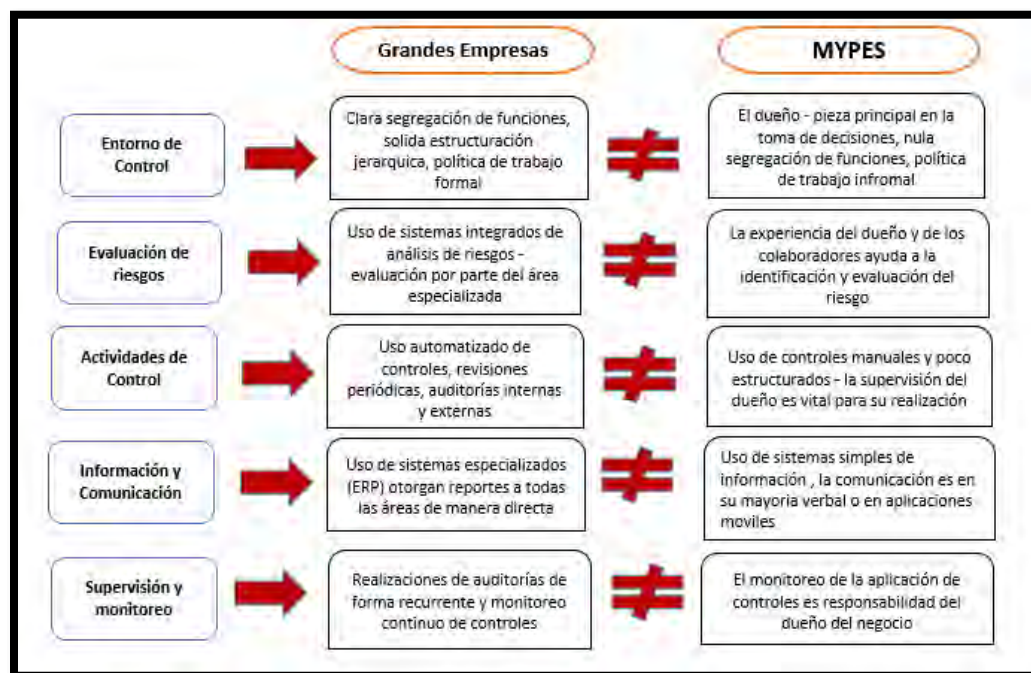 Grandes Empresas
MYPES
Entorno de
Control
Clara segregación de funciones,
solida estructuración
jerarquica, política de trabajo
formal
El dueño - pieza principal en la
toma de decisiones, nula
segregación de funciones, política
de trabajo infromal
Evaluación de
riesgos
Uso de sistemas integrados de
análisis de riesgos -
evaluación por parte del área
especializada
La experiencia del dueño y de los
colaboradores ayuda a la
identificación y evaluación del
riesgo
Actividades de
Control
Uso automatizado de
controles, revisiones
periódicas, auditorías internas
y externas
Uso de controles manuales y poco
estructurados - la supervisión del
dueño es vital para su realización
Información y
Comunicación
Uso de sistemas especializados
(ERP) otorgan reportes a todas
las áreas de manera directa
Uso de sistemas simples de
información , la comunicación es en
su mayoria verbal o en aplicaciones
moviles
Supervisión y
monitoreo
Realizaciones de auditorías de
forma recurrente y monitoreo
continuo de controles
El monitoreo de la aplicación de
controles es responsabilidad del
dueño del negocio